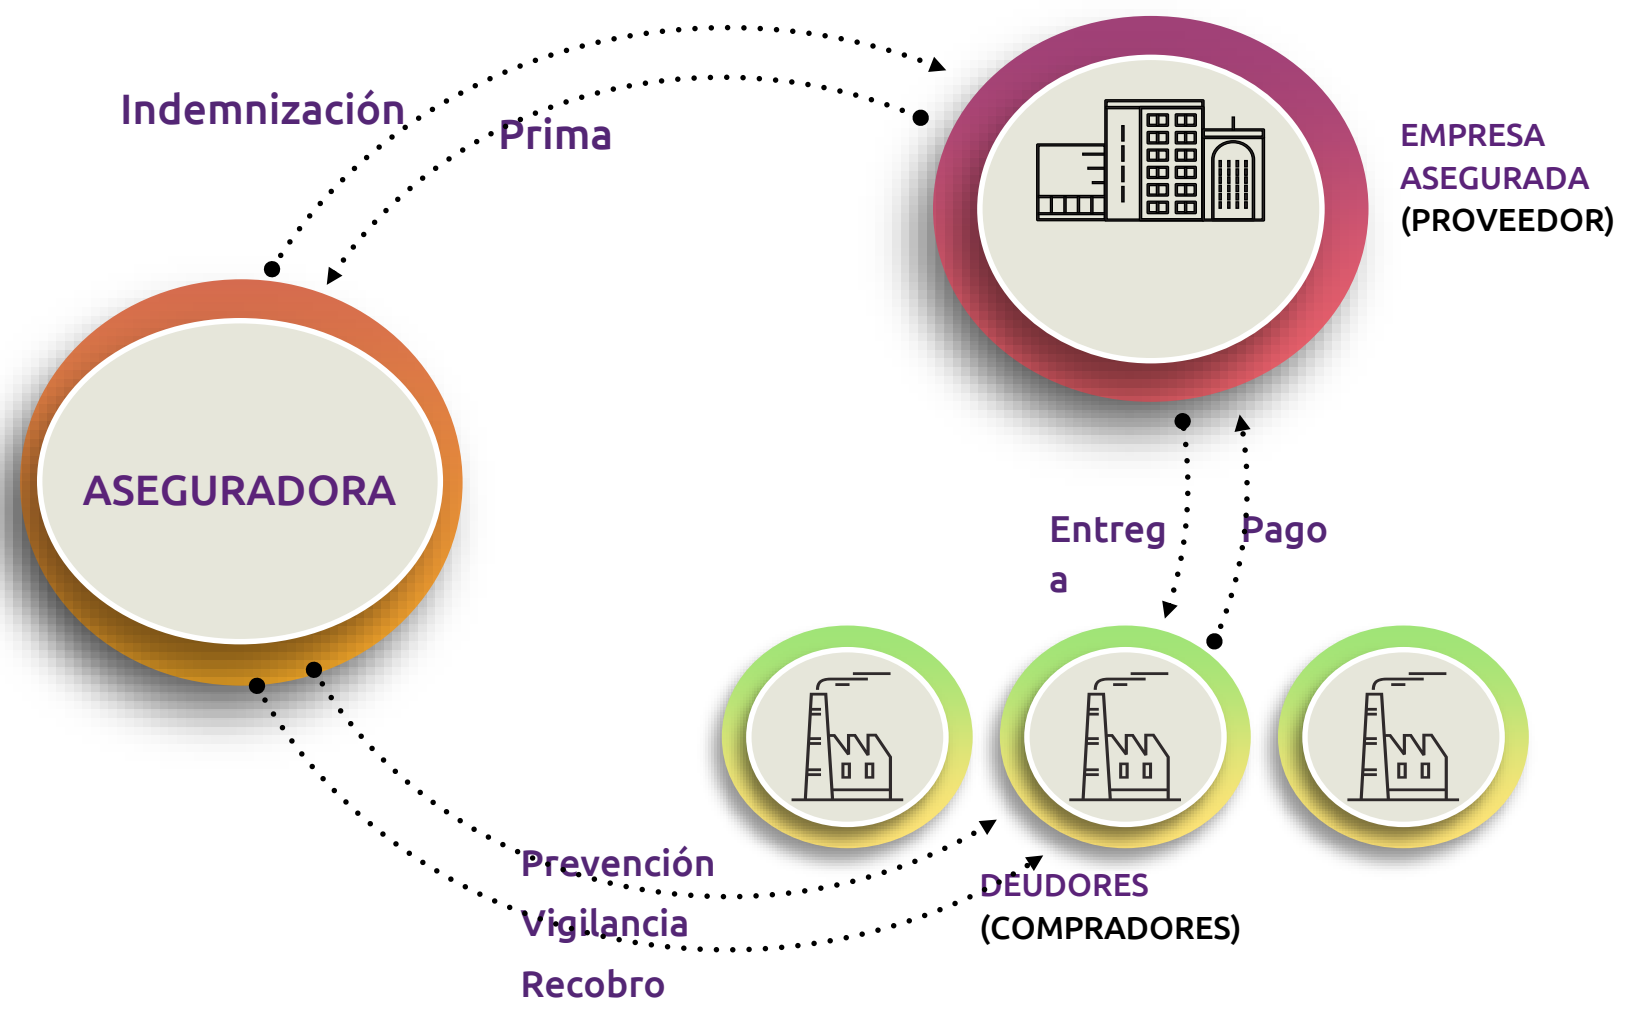 Indemnización
Prima
EMPRESA
ASEGURADA
(PROVEEDOR)
ASEGURADORA
Entreg
a
Pago
Prevención
Vigilancia
Recobro
DEUDORES
(COMPRADORES)